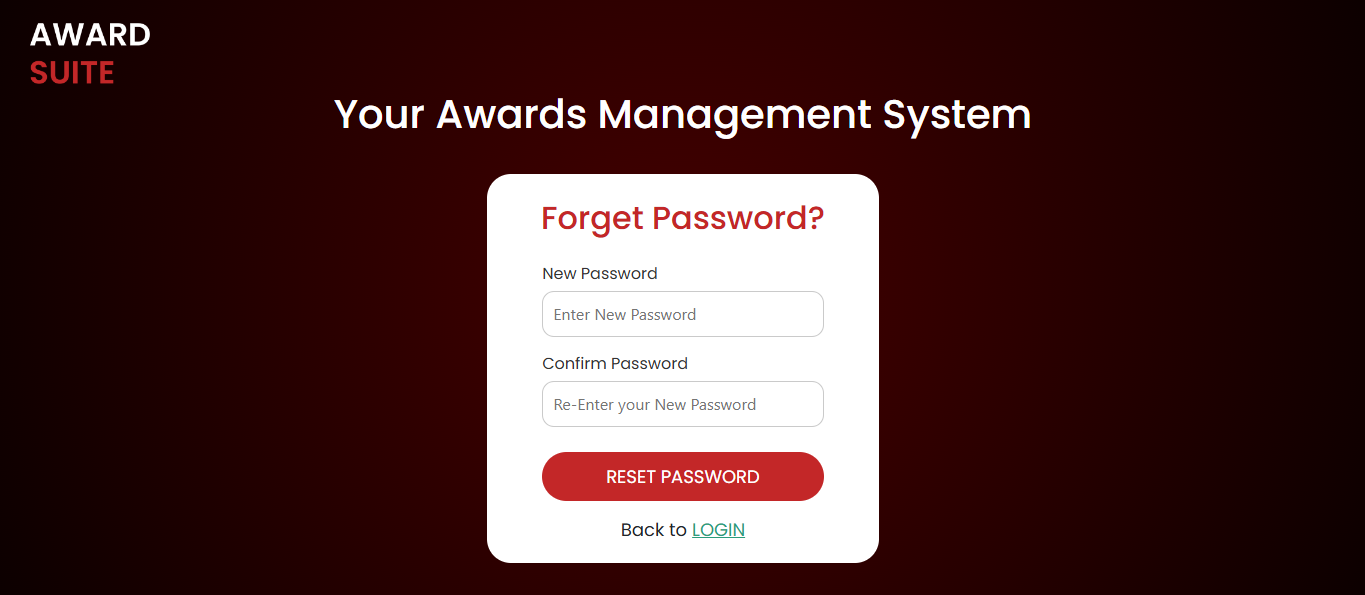 AWARD
SUITE
Your Awards Management System
Forget Password?
New Password
Enter New Password
Confirm Password
Re-Enter your New Password
RESET PASSWORD
Back to LOGIN